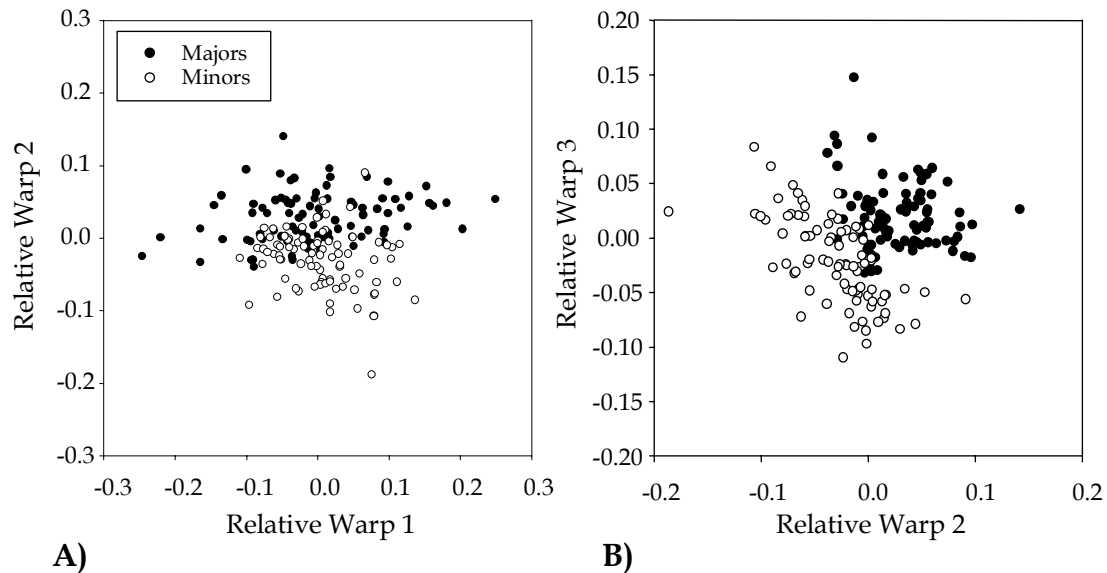 0.3
0.2
0.1
0.0
-0.1
-0.2
-0.3
Relative Warp 2
Majors
Minors
-0.3 -0.2 -0.1 0.0 0.1 0.2 0.3
Relative Warp 1
A)
0.20
0.15
0.10
0.05
0.00
-0.05
-0.10
-0.15
-0.20
Relative Warp 3
-0.2 -0.1 0.0 0.1 0.2
Relative Warp 2
B)